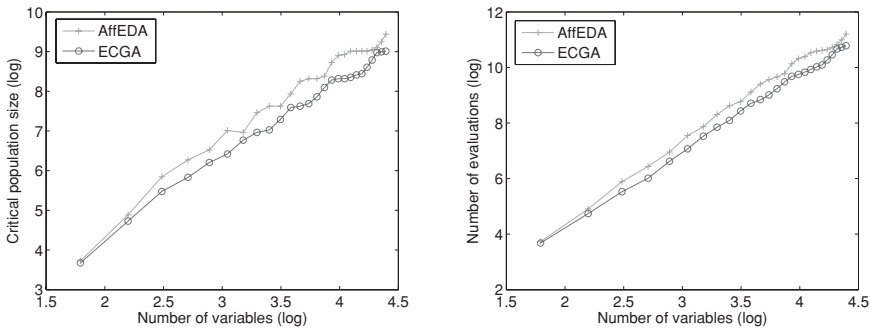 10
9
8
7
6
5
4
3
Critical population size (log)
AffEDA
ECGA
1.5 2 2.5 3 3.5 4 4.5
Number of variables (log)
12
10
8
6
4
2
Number of evaluations (log)
AffEDA
ECGA
1.5 2 2.5 3 3.5 4 4.5
Number of variables (log)